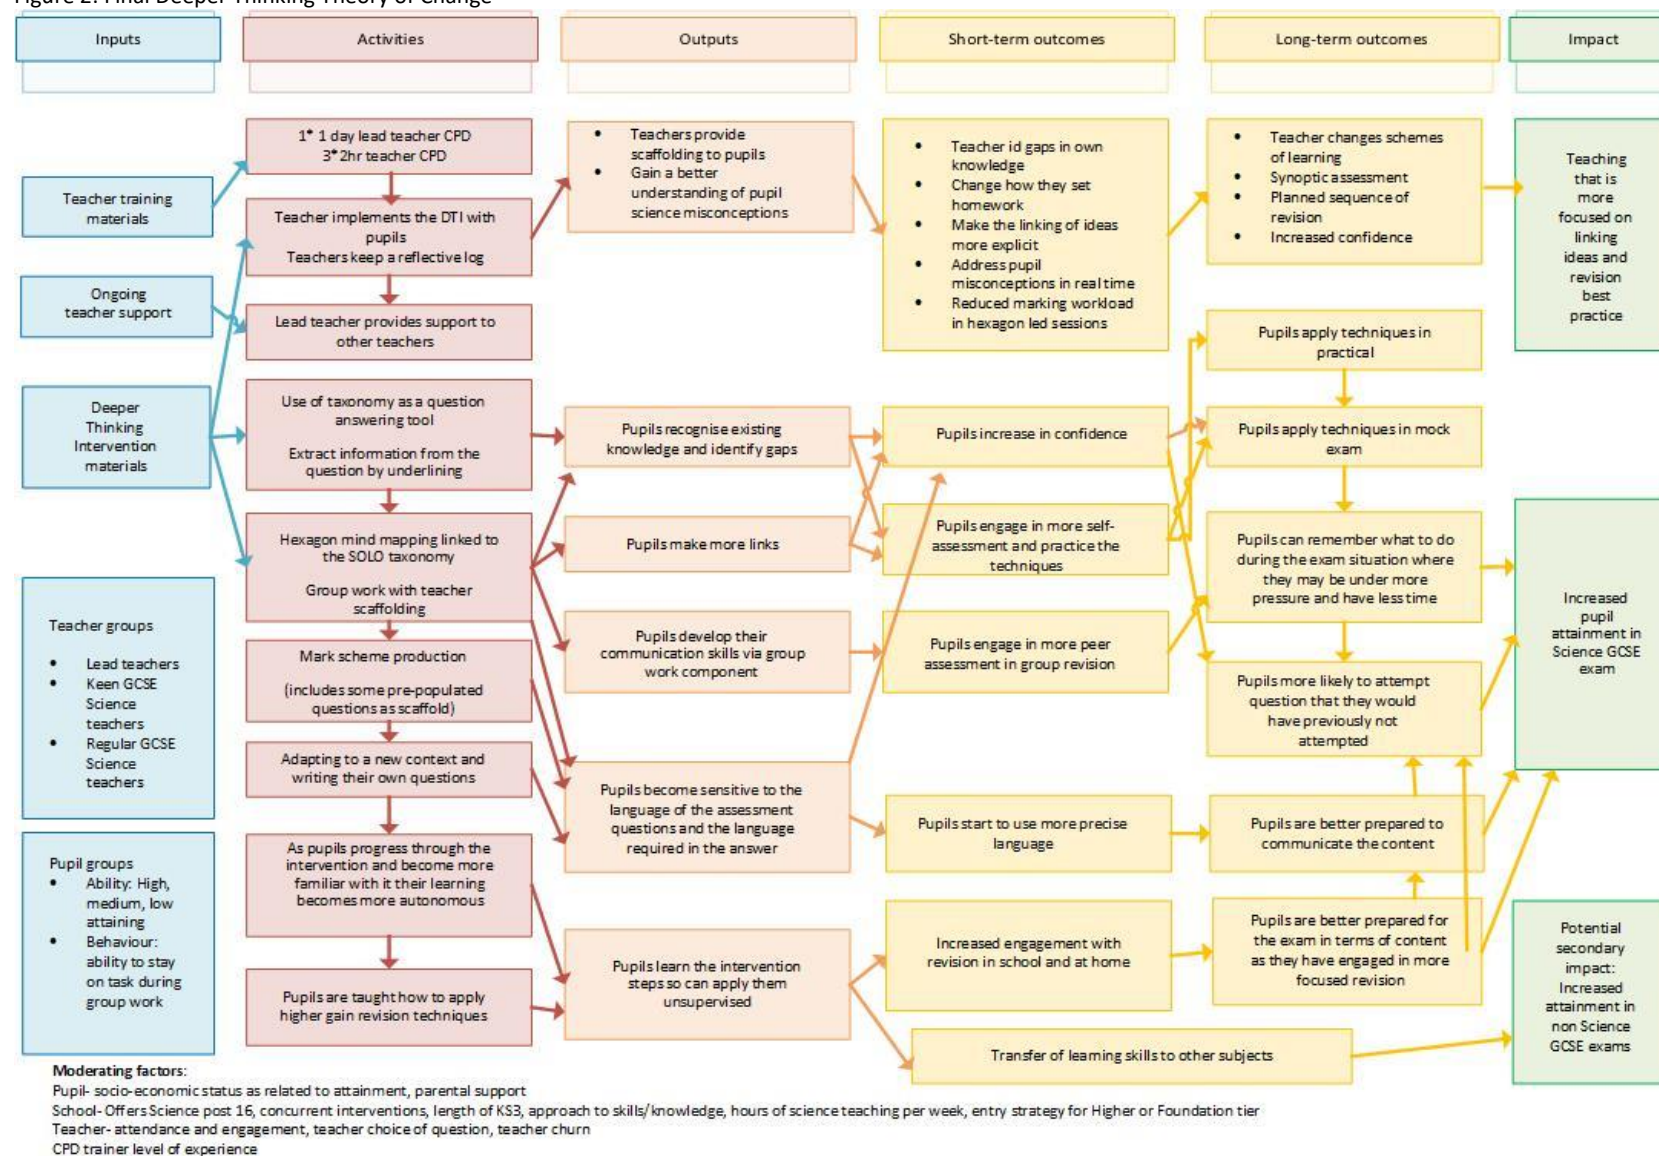 Figure 2: Final Deeper Thinking Theory of Change
Inputs
Activities
Outputs
Short-term outcomes
Long-term outcomes
Impact
Teacher training
materials
Ongoing
teacher support
Deeper
Thinking
Intervention
materials
Teacher groups
• Lead teachers
• Keen GCSE
Science
teachers
• Regular GCSE
Science
teachers
Pupil groups
• Ability: High,
medium, low
attaining
• Behaviour:
ability to stay
on task during
group work
1* 1 day lead teacher CPD
3* 2hr teacher CPD
Teacher implements the DTI with
pupils
Teachers keep a reflective log
Lead teacher provides support to
other teachers
Use of taxonomy as a question
answering tool
Extract information from the
question by underlining
Hexagon mind mapping linked to
the SOLO taxonomy
Group work with teacher
scaffolding
Mark scheme production
(includes some pre-populated
questions as scaffold)
Adapting to a new context and
writing their own questions
As pupils progress through the
intervention and become more
familiar with it their learning
becomes more autonomous
Pupils are taught how to apply
higher gain revision techniques
• Teachers provide
scaffolding to pupils
• Gain a better
understanding of pupil
science misconceptions
Pupils recognise existing
knowledge and identify gaps
Pupils make more links
Pupils develop their
communication skills via group
work component
Pupils become sensitive to the
language of the assessment
questions and the language
required in the answer
Pupils learn the intervention
steps so can apply them
unsupervised
• Teacher id gaps in own
knowledge
• Change how they set
homework
• Make the linking of ideas
more explicit
• Address pupil
misconceptions in real time
• Reduced marking workload
in hexagon led sessions
Pupils increase in confidence
Pupils engage in more self-
assessment and practice the
techniques
Pupils engage in more peer
assessment in group revision
Pupils start to use more precise
language
Increased engagement with
revision in school and at home
Transfer of learning skills to other subjects
• Teacher changes schemes
of learning
• Synoptic assessment
• Planned sequence of
revision
• Increased confidence
Pupils apply techniques in
practical
Pupils apply techniques in mock
exam
Pupils can remember what to do
during the exam situation where
they may be under more
pressure and have less time
Pupils more likely to attempt
question that they would
have previously not
attempted
Pupils are better prepared to
communicate the content
Pupils are better prepared for
the exam in terms of content
as they have engaged in more
focused revision
Teaching
that is
more
focused on
linking
ideas and
revision
best
practice
Increased
pupil
attainment in
Science GCSE
exam
Potential
secondary
impact:
Increased
attainment in
non Science
GCSE exams
Moderating factors:
Pupil- socio-economic status as related to attainment, parental support
School- Offers Science post 16, concurrent interventions, length of KS3, approach to skills/knowledge, hours of science teaching per week, entry strategy for Higher or Foundation tier
Teacher- attendance and engagement, teacher choice of question, teacher churn
CPD trainer level of experience